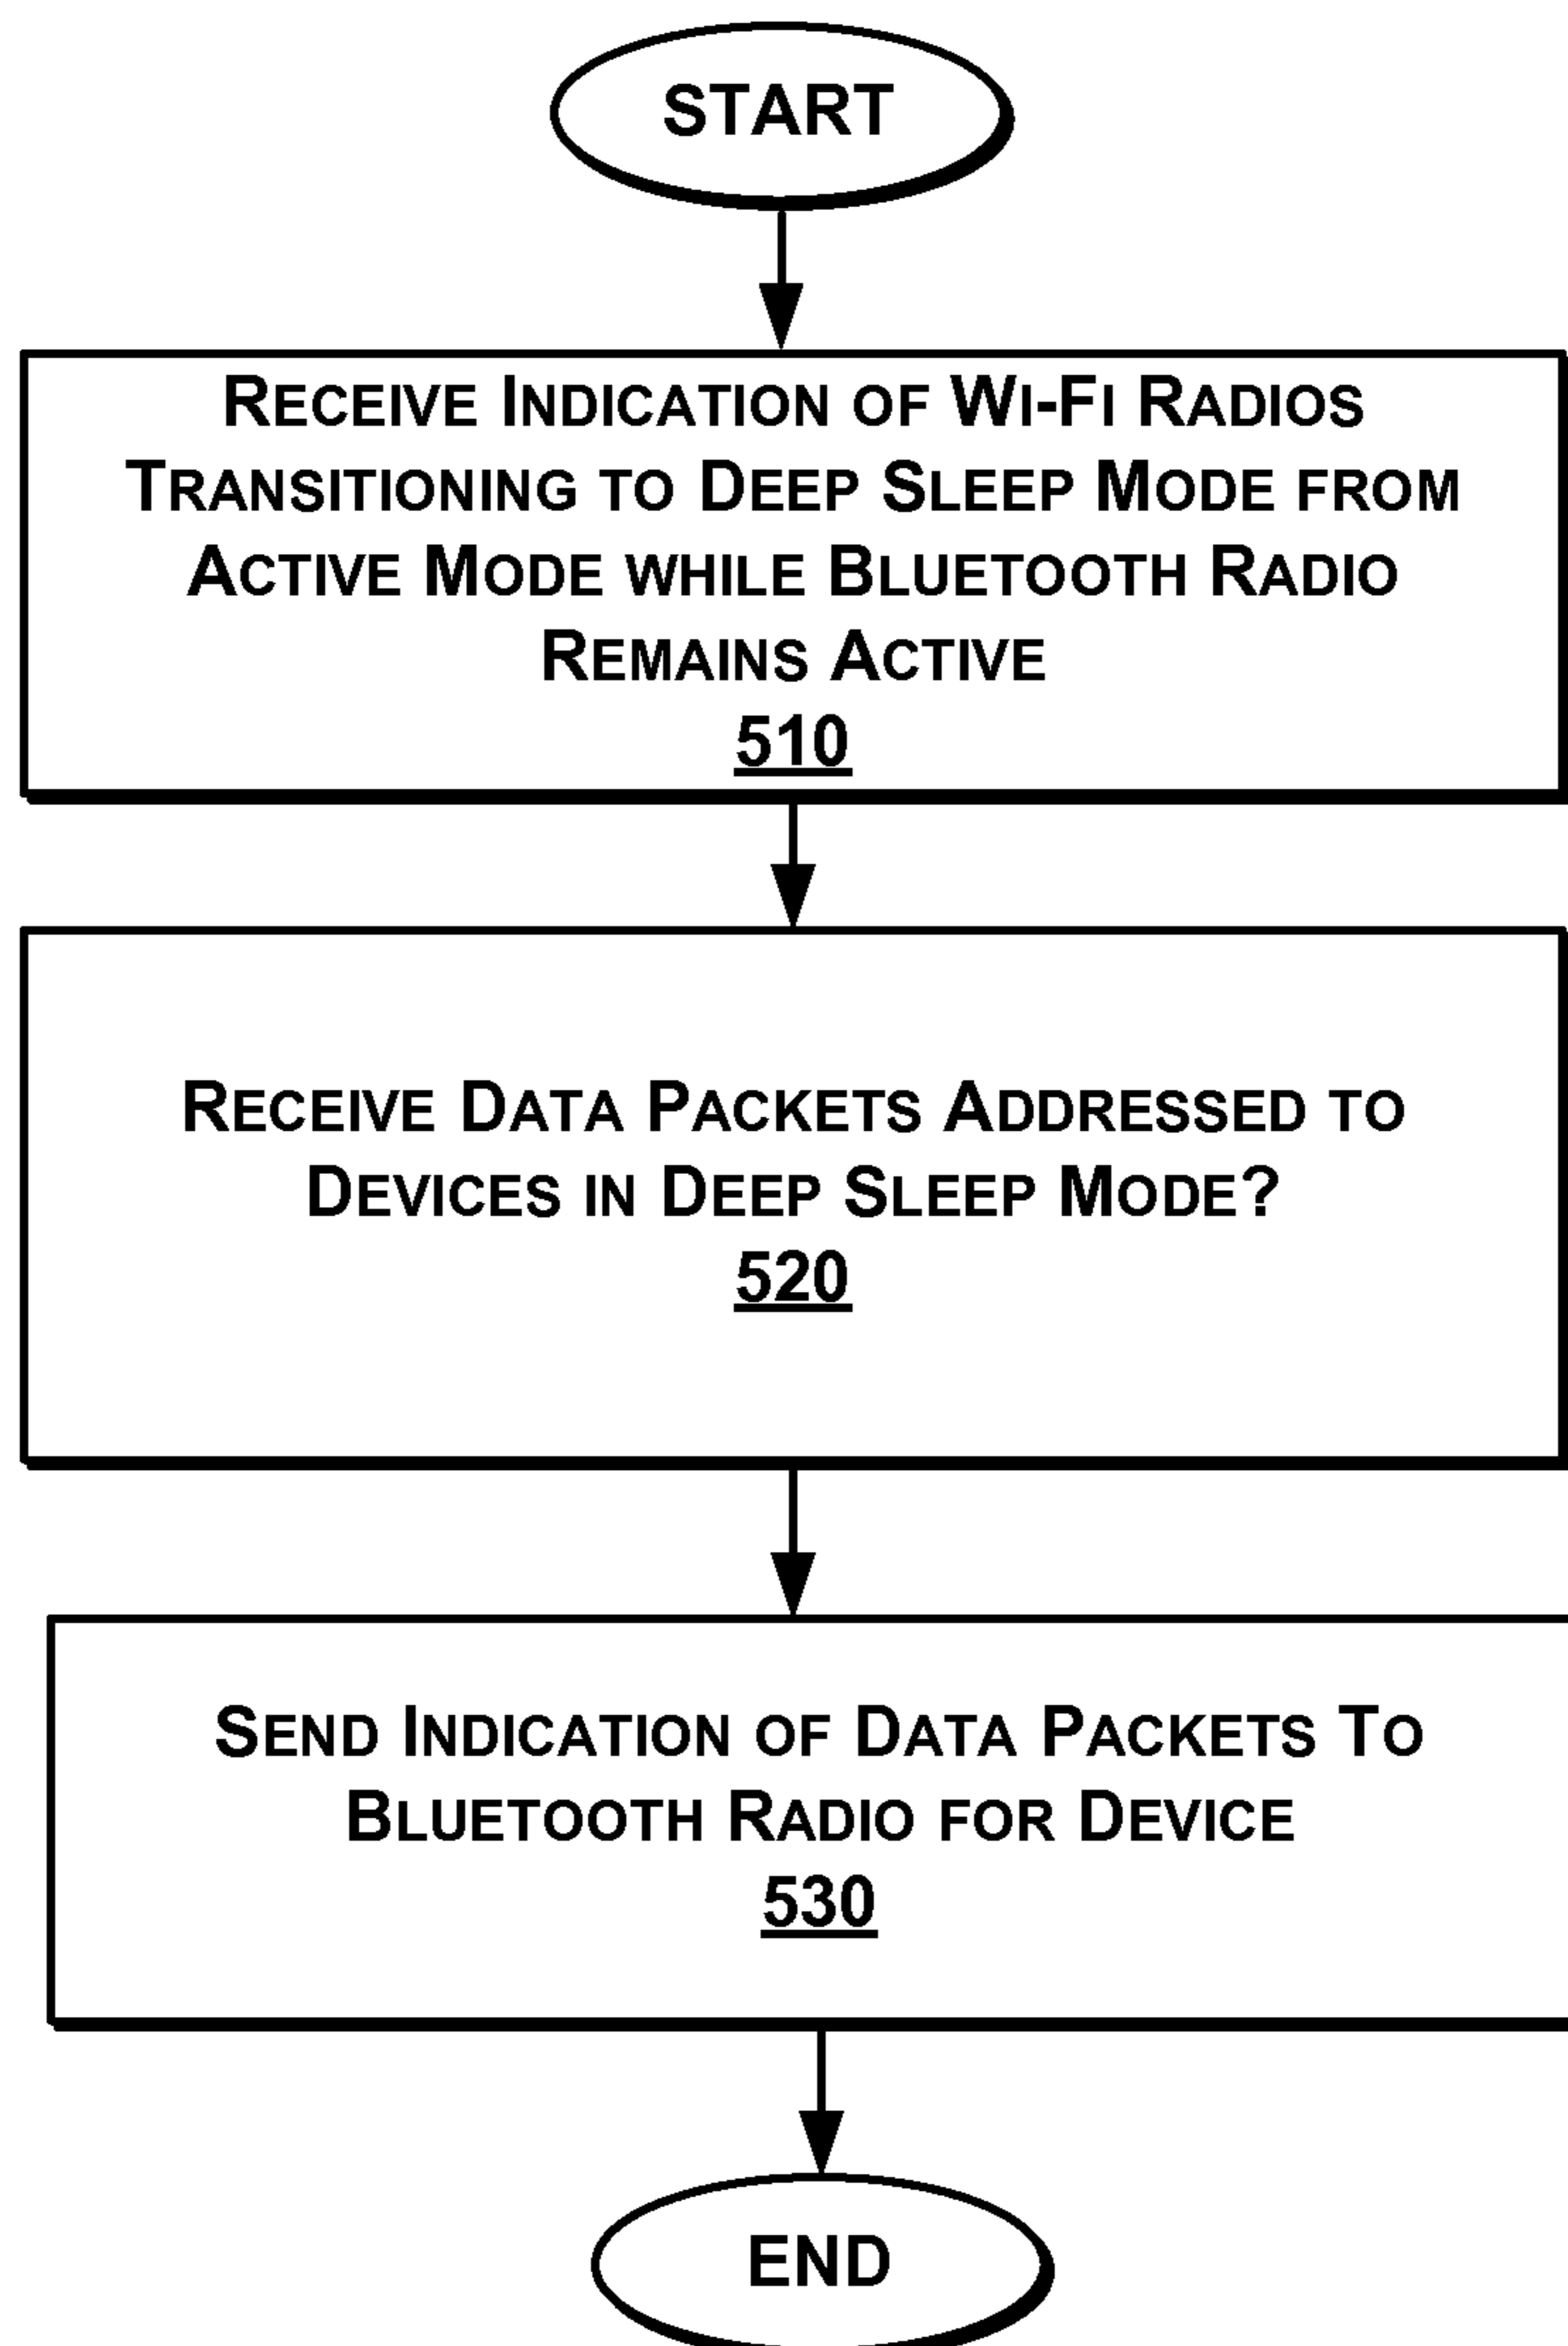 START
RECEIVE INDICATION OF WI-FI RADIOS
TRANSITIONING TO DEEP SLEEP MODE FROM
ACTIVE MODE WHILE BLUETOOTH RADIO
REMAINS ACTIVE
510
RECEIVE DATA PACKETS ADDRESSED TO
DEVICES IN DEEP SLEEP MODE?
520
SEND INDICATION OF DATA PACKETS TO
BLUETOOTH RADIO FOR DEVICE
530
END